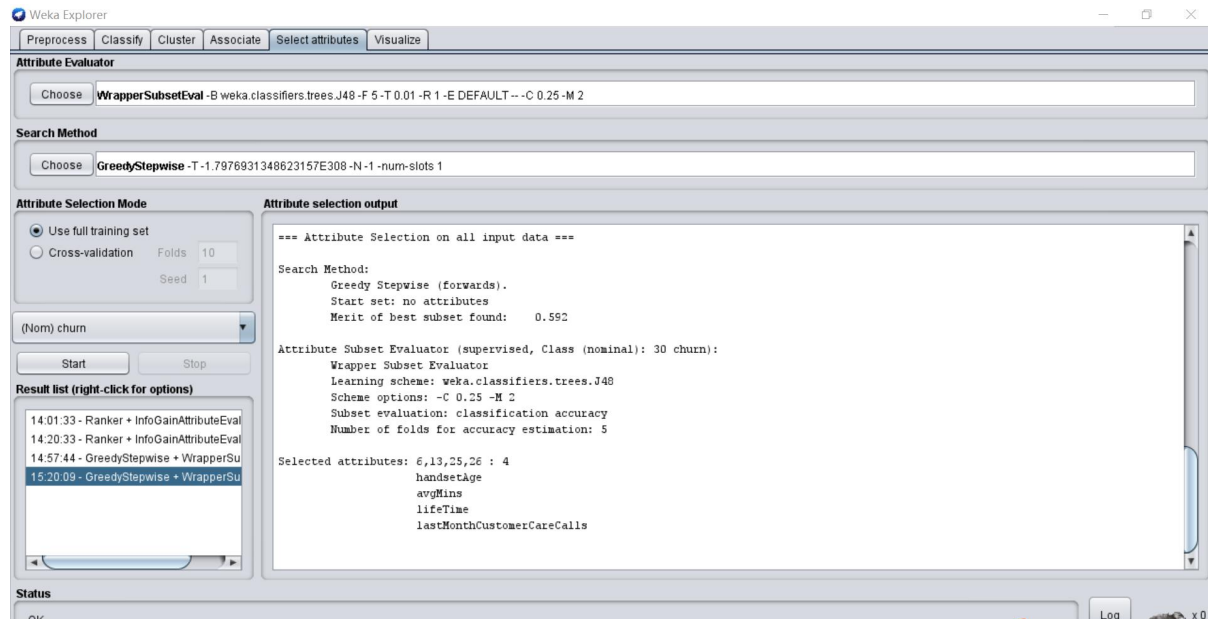 Weka Explorer
Preprocess Classify Cluster Associate Select attributes Visualize
Attribute Evaluator
Choose WrapperSubsetEval -B weka.classifiers.trees.J48 -F 5 -T 0.01 -R 1 -E DEFAULT -- -C 0.25 -M 2
Search Method
Choose GreedyStepwise -T -1.7976931348623157E308 -N -1 -num-slots 1
Attribute Selection Mode
Use full training set
Cross-validation Folds 10
Seed 1
(Nom) churn
Start Stop
Result list (right-click for options)
14:01:33 - Ranker + InfoGainAttributeEval
14:20:33 - Ranker + InfoGainAttributeEval
14:57:44 - GreedyStepwise + WrapperSu
15:20:09 - GreedyStepwise + WrapperSu
Attribute selection output
=== Attribute Selection on all input data ===
Search Method:
Greedy Stepwise (forwards).
Start set: no attributes
Merit of best subset found: 0.592
Attribute Subset Evaluator (supervised, Class (nominal): 30 churn):
Wrapper Subset Evaluator
Learning scheme: weka.classifiers.trees.J48
Scheme options: -C 0.25 -M 2
Subset evaluation: classification accuracy
Number of folds for accuracy estimation: 5
Selected attributes: 6,13,25,26 : 4
handsetAge
avgMins
lifeTime
lastMonthCustomerCareCalls
Status
OK
Log x 0